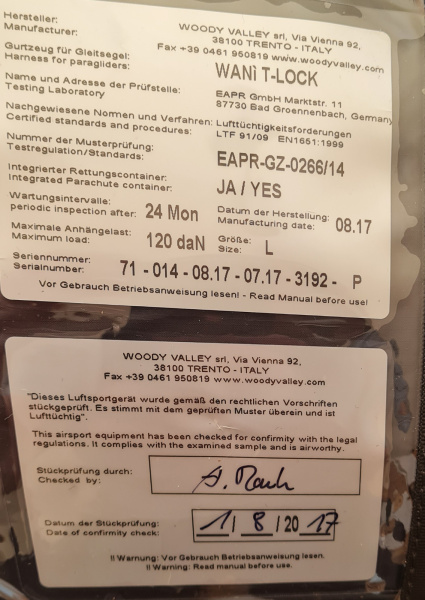 Hersteller:
Manufacturer:
WOODY VALLEY srl, Via Vienna 92,
38100 TRENTO - ITALY
Fax +39 0461 950819 www.woodyvalley.com
Gurtzeug für Gleitsegel:
Harness for paragliders:
WANì T-LOCK
Name und Adresse der Prüfstelle:
Testing Laboratory
EAPR GmbH Marktstr. 11
87730 Bad Groennenbach, Germany
Nachgewiesene Normen und Verfahren:
Certified standards and procedures:
Lufttüchtigkeitsforderungen
LTF 91/09 EN1651:1999
Nummer der Musterprüfung:
Testregulation/Standards:
EAPR-GZ-0266/14
Integrierter Rettungscontainer:
Integrated Parachute container:
JA / YES
Wartungsintervalle:
periodic inspection after:
24 Mon
Datum der Herstellung:
Manufacturing date:
08.17
Maximale Anhängelast:
Maximum load:
120 daN
Größe:
Size:
L
Seriennummer:
Serialnumber:
71 - 014 - 08.17 - 07.17 - 3192 - P
Vor Gebrauch Betriebsanweisung lesen! - Read Manual before use!
WOODY VALLEY srl, Via Vienna 92,
38100 TRENTO - ITALY
Fax +39 0461 950819 www.woodyvalley.com
"Dieses Luftsportgerät wurde gemäß den rechtlichen Vorschriften
stückgeprüft. Es stimmt mit dem geprüften Muster überein und ist
Lufttüchtig".
This airsport equipment has been checked for confirmity with the legal
regulations. It complies with the examined sample and is airworthy.
Stückprüfung durch:
Checked by:
Datum der Stückprüfung:
Date of confirmity check:
1 | 8 | 20 17
!! Warnung: Vor Gebrauch Betriebsanweisung lesen.
!! Warning: Read manual before use.